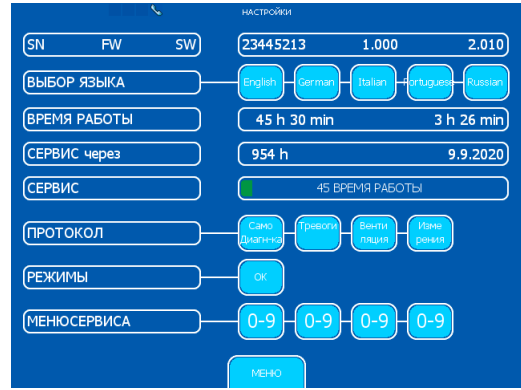 НАСТРОЙКИ
SN FW SW 23445213 1.000 2.010
ВЫБОР ЯЗЫКА English German Italian Portuguese Russian
ВРЕМЯ РАБОТЫ 45 h 30 min 3 h 26 min
СЕРВИС через 954 h 9.9.2020
СЕРВИС 45 ВРЕМЯ РАБОТЫ
ПРОТОКОЛ Само Диагн-ка Тревоги Венти ляция Изме рения
РЕЖИМЫ ОК
МЕНЮСЕРВИСА 0-9 0-9 0-9 0-9
МЕНЮ